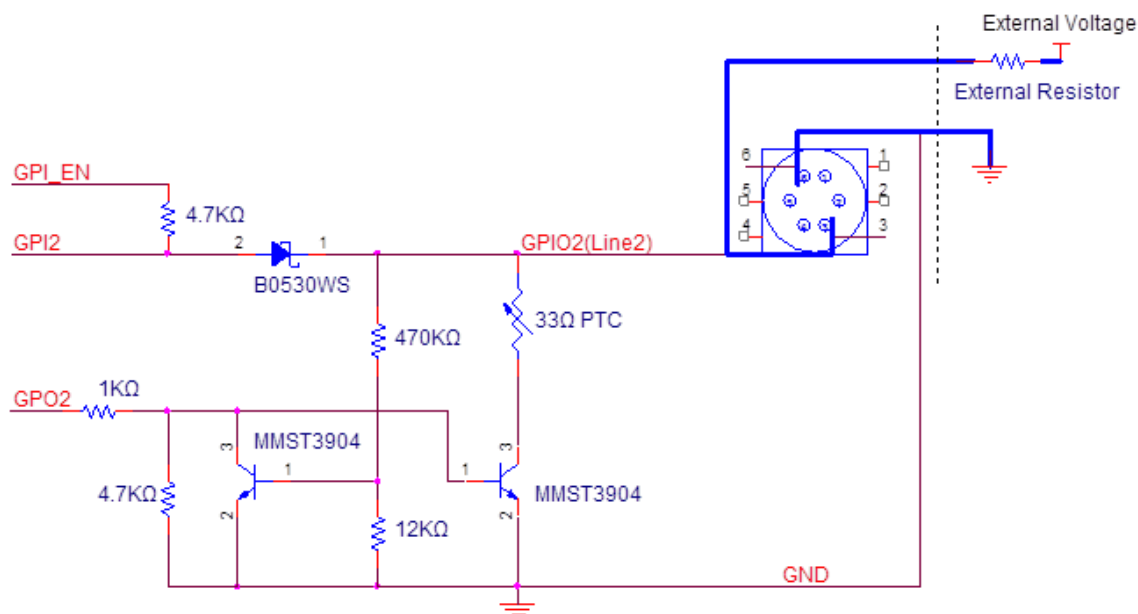 External Voltage
External Resistor
6
1
5
2
4
3
GPI_EN
4.7KΩ
GPI2
2
1
GPIO2(Line2)
B0530WS
33Ω PTC
470KΩ
1KΩ
GPO2
3
MMST3904
1
3
1
MMST3904
4.7KΩ
2
12KΩ
2
GND